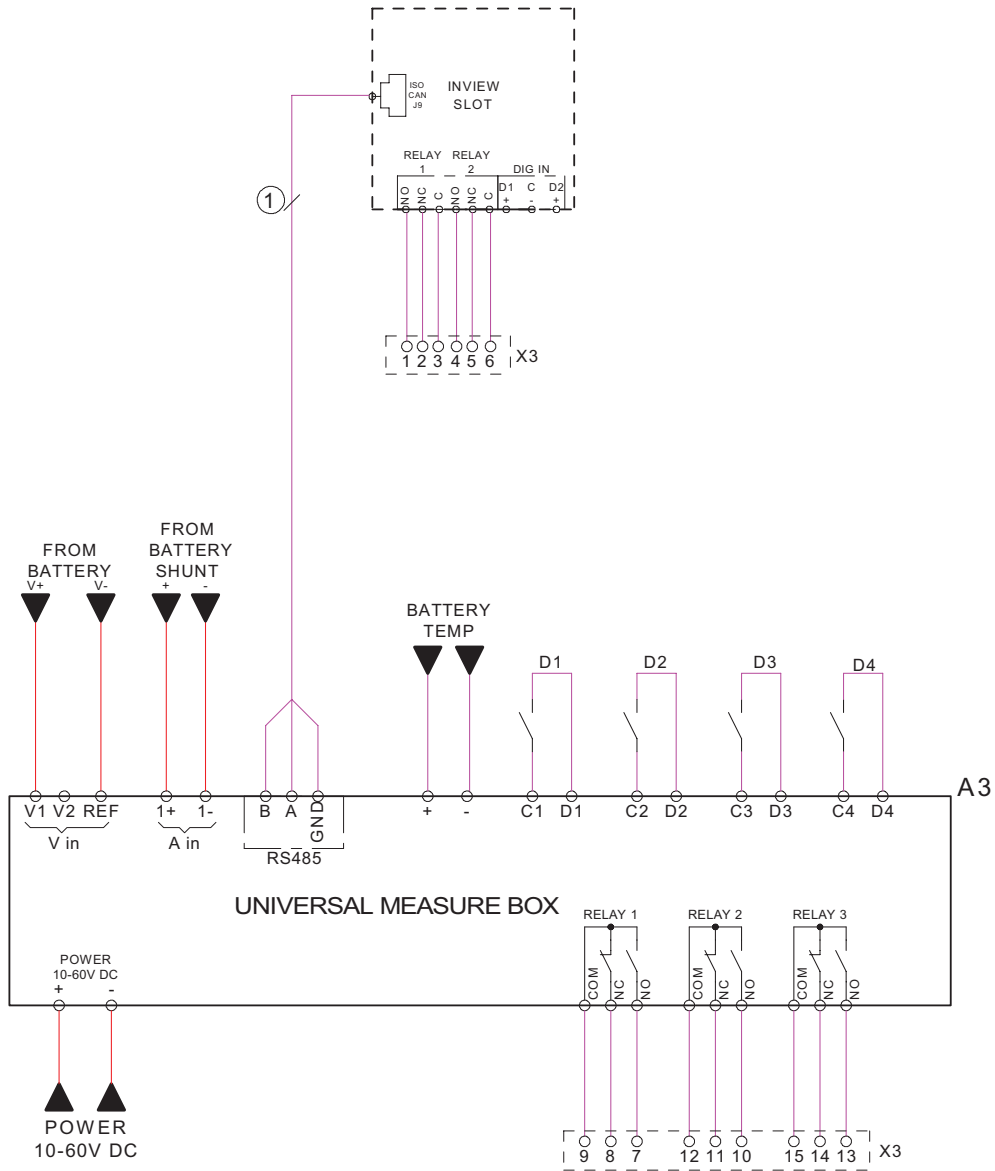 ISO
CAN
J9
INVIEW
SLOT
RELAY RELAY
1 2
DIG IN
D1 C D2
+ - +
NO NC C NO NC C
1
1 2 3 4 5 6 X3
FROM
BATTERY
V+ V-
FROM
BATTERY
SHUNT
+ -
BATTERY
TEMP
D1 D2 D3 D4
A3
V1 V2 REF 1+ 1- B A GND + - C1 D1 C2 D2 C3 D3 C4 D4
V in A in RS485
UNIVERSAL MEASURE BOX
RELAY 1 RELAY 2 RELAY 3
COM NC NO COM NC NO COM NC NO
POWER
10-60V DC
+ -
POWER
10-60V DC
9 8 7 12 11 10 15 14 13 X3